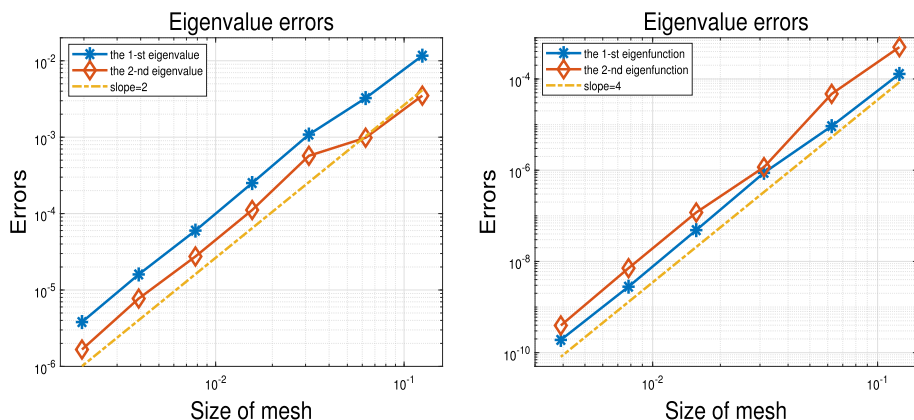 Eigenvalue errors
the 1-st eigenvalue
the 2-nd eigenvalue
slope=2
10^-2
10^-3
10^-4
10^-5
10^-6
Errors
10^-2
10^-1
Size of mesh
Eigenvalue errors
the 1-st eigenfunction
the 2-nd eigenfunction
slope=4
10^-4
10^-6
10^-8
10^-10
Errors
10^-2
10^-1
Size of mesh